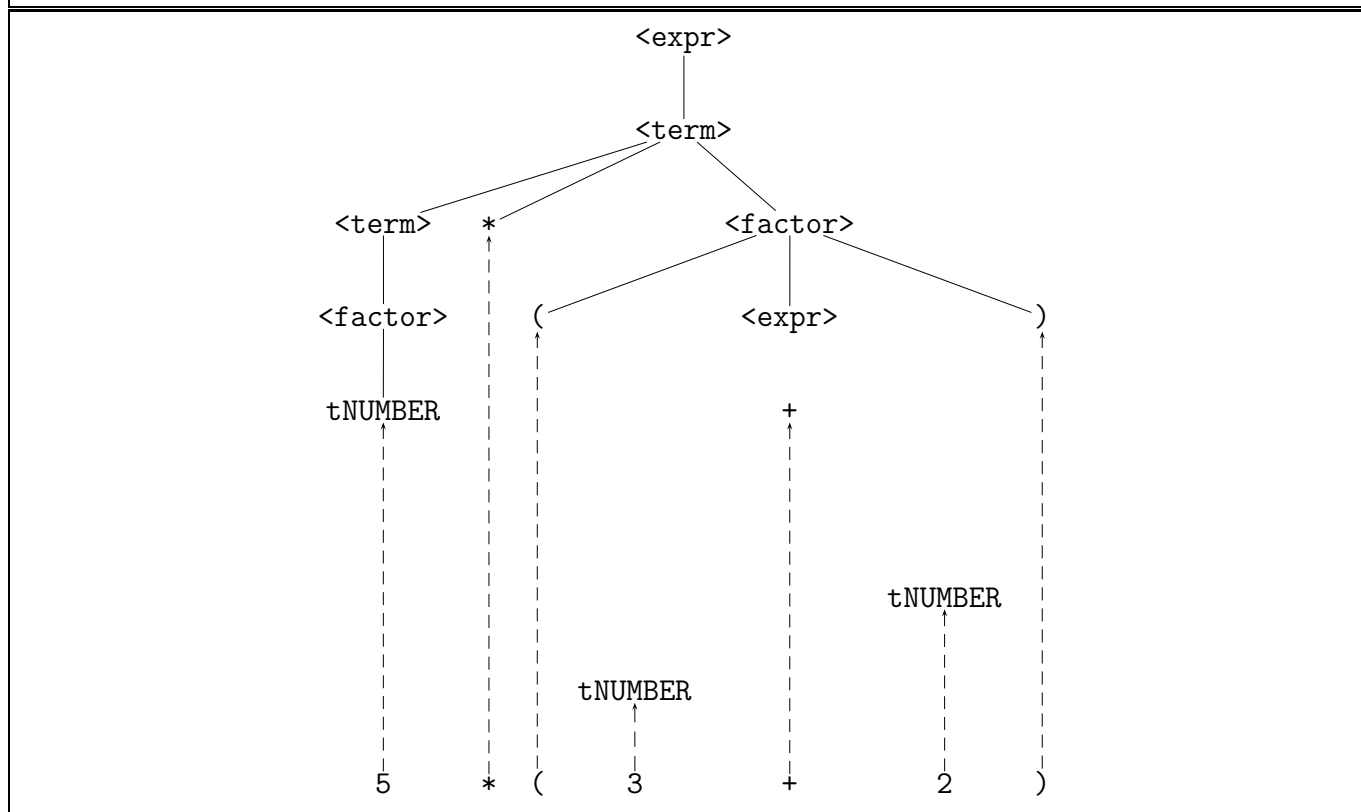 <expr>
<term>
<term> * <factor>
<factor> ( <expr> )
tNUMBER +
tNUMBER
tNUMBER
5 * ( 3 + 2 )